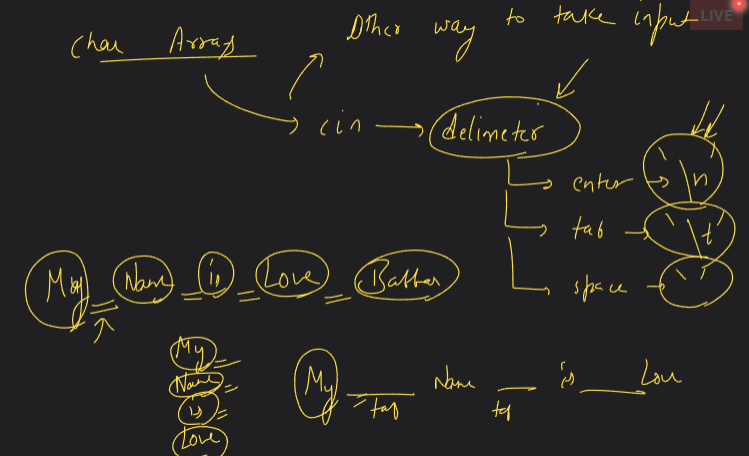 Other way to take input LIVE
Char Array
cin → delimeter
enter → '\n'
tab → '\t'
space → ' '
My Name is Love Babbar
My
Name
is
Love
My Name is Love
tab tab